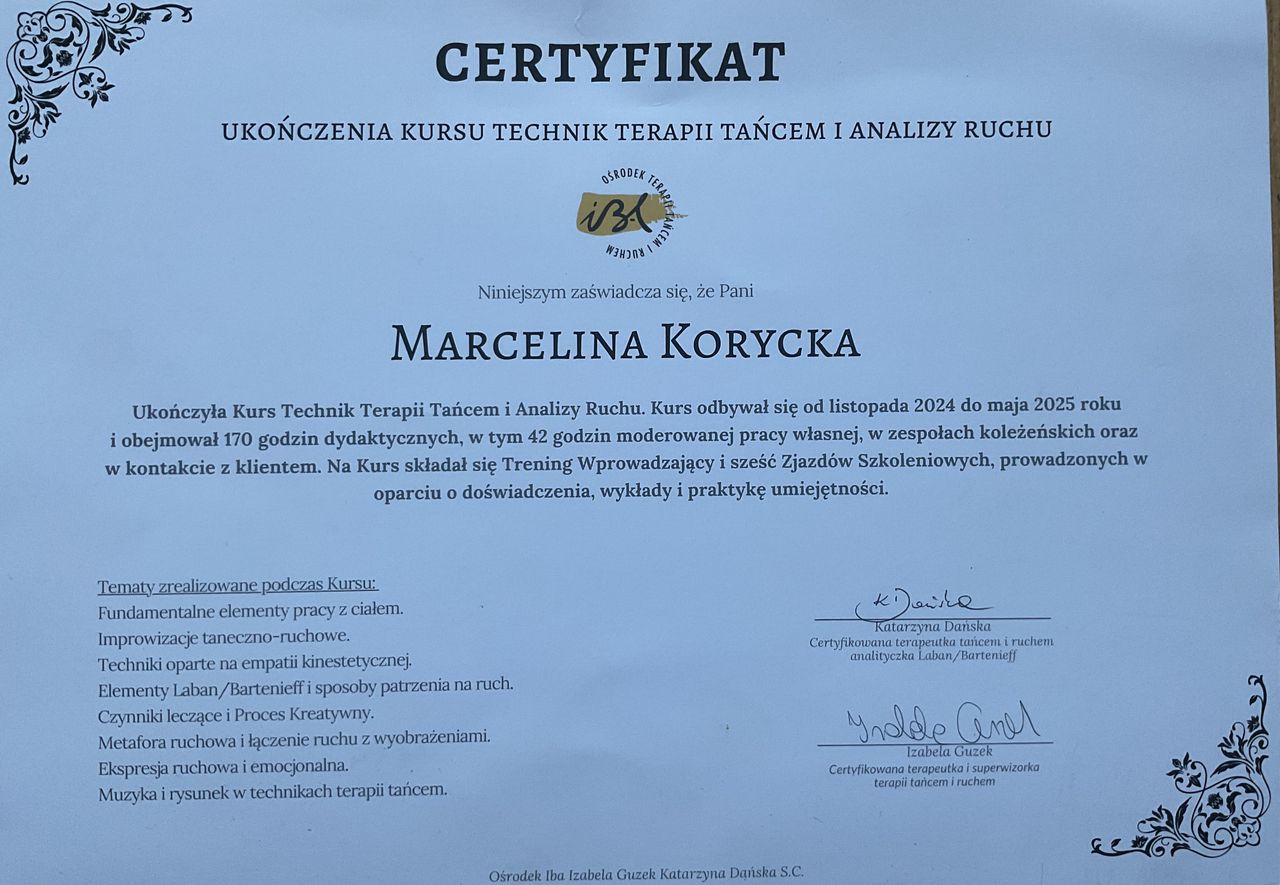 CERTYFIKAT
UKOŃCZENIA KURSU TECHNIK TERAPII TAŃCEM I ANALIZY RUCHU
OŚRODEK TERAPII TAŃCEM I RUCHEM
iBA
Niniejszym zaświadcza się, że Pani
MARCELINA KORYCKA
Ukończyła Kurs Technik Terapii Tańcem i Analizy Ruchu. Kurs odbywał się od listopada 2024 do maja 2025 roku
i obejmował 170 godzin dydaktycznych, w tym 42 godzin moderowanej pracy własnej, w zespołach koleżeńskich oraz
w kontakcie z klientem. Na Kurs składał się Trening Wprowadzający i sześć Zjazdów Szkoleniowych, prowadzonych w
oparciu o doświadczenia, wykłady i praktykę umiejętności.
Tematy zrealizowane podczas Kursu:
Fundamentalne elementy pracy z ciałem.
Improwizacje taneczno-ruchowe.
Techniki oparte na empatii kinestetycznej.
Elementy Laban/Bartenieff i sposoby patrzenia na ruch.
Czynniki leczące i Proces Kreatywny.
Metafora ruchowa i łączenie ruchu z wyobrażeniami.
Ekspresja ruchowa i emocjonalna.
Muzyka i rysunek w technikach terapii tańcem.
K Dańska
Katarzyna Dańska
Certyfikowana terapeutka tańcem i ruchem
analityczka Laban/Bartenieff
Izabela Guzek
Certyfikowana terapeutka i superwizorka
terapii tańcem i ruchem
Ośrodek Iba Izabela Guzek Katarzyna Dańska S.C.